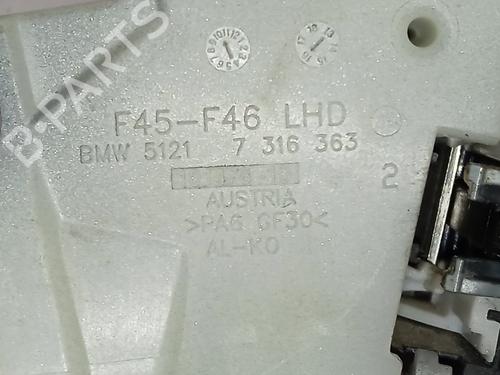 B-PARTS
F45-F46 LHD
BMW 5121 7 316 363
2
AUSTRIA
>PA6 GF30<
AL-KO